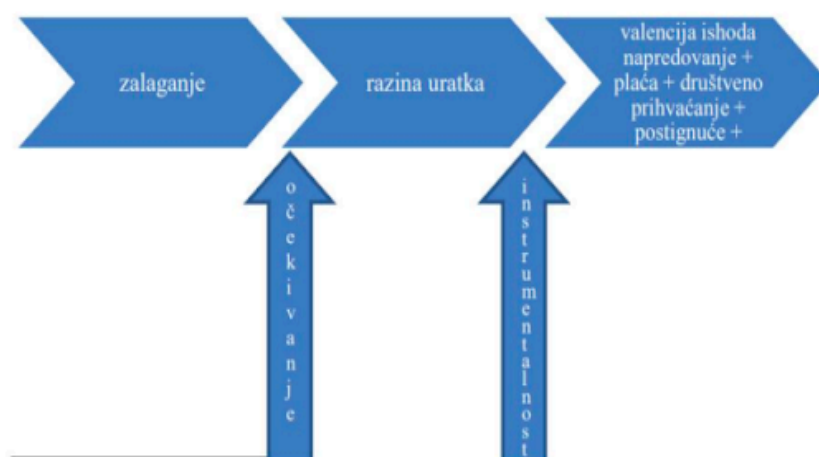 zalaganje
razina uratka
valencija ishoda
napredovanje +
plaća + društveno
prihvaćanje +
postignuće +
očekivanje
instrumentalnost